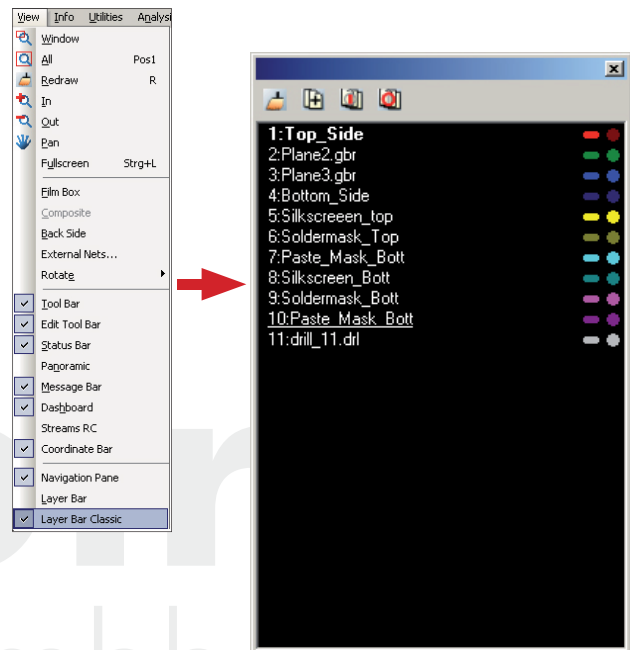 View Info Utilities Analysi
Window
All Pos1
Redraw R
In
Out
Pan
Fullscreen Strg+L
Film Box
Composite
Back Side
External Nets...
Rotate
Tool Bar
Edit Tool Bar
Status Bar
Panoramic
Message Bar
Dashboard
Streams RC
Coordinate Bar
Navigation Pane
Layer Bar
Layer Bar Classic
1:Top_Side
2:Plane2.gbr
3:Plane3.gbr
4:Bottom_Side
5:Silkscreeen_top
6:Soldermask_Top
7:Paste_Mask_Bott
8:Silkscreen_Bott
9:Soldermask_Bott
10:Paste_Mask_Bott
11:drill_11.drl